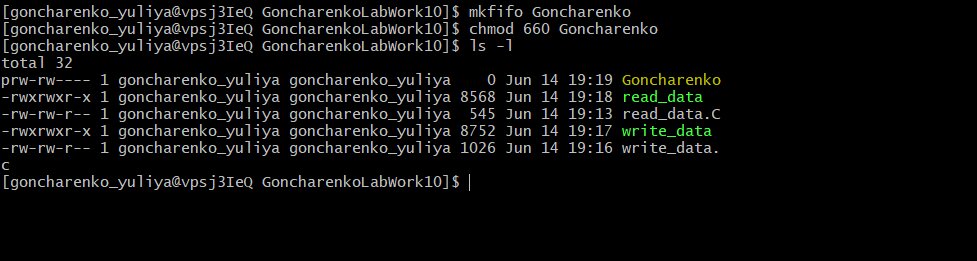 [goncharenko_yuliya@vpsj3IeQ GoncharenkoLabWork10]$ mkfifo Goncharenko
[goncharenko_yuliya@vpsj3IeQ GoncharenkoLabWork10]$ chmod 660 Goncharenko
[goncharenko_yuliya@vpsj3IeQ GoncharenkoLabWork10]$ ls -l
total 32
prw-rw---- 1 goncharenko_yuliya goncharenko_yuliya    0 Jun 14 19:19 Goncharenko
-rwxrwxr-x 1 goncharenko_yuliya goncharenko_yuliya 8568 Jun 14 19:18 read_data
-rw-rw-r-- 1 goncharenko_yuliya goncharenko_yuliya  545 Jun 14 19:13 read_data.C
-rwxrwxr-x 1 goncharenko_yuliya goncharenko_yuliya 8752 Jun 14 19:17 write_data
-rw-rw-r-- 1 goncharenko_yuliya goncharenko_yuliya 1026 Jun 14 19:16 write_data.
c
[goncharenko_yuliya@vpsj3IeQ GoncharenkoLabWork10]$